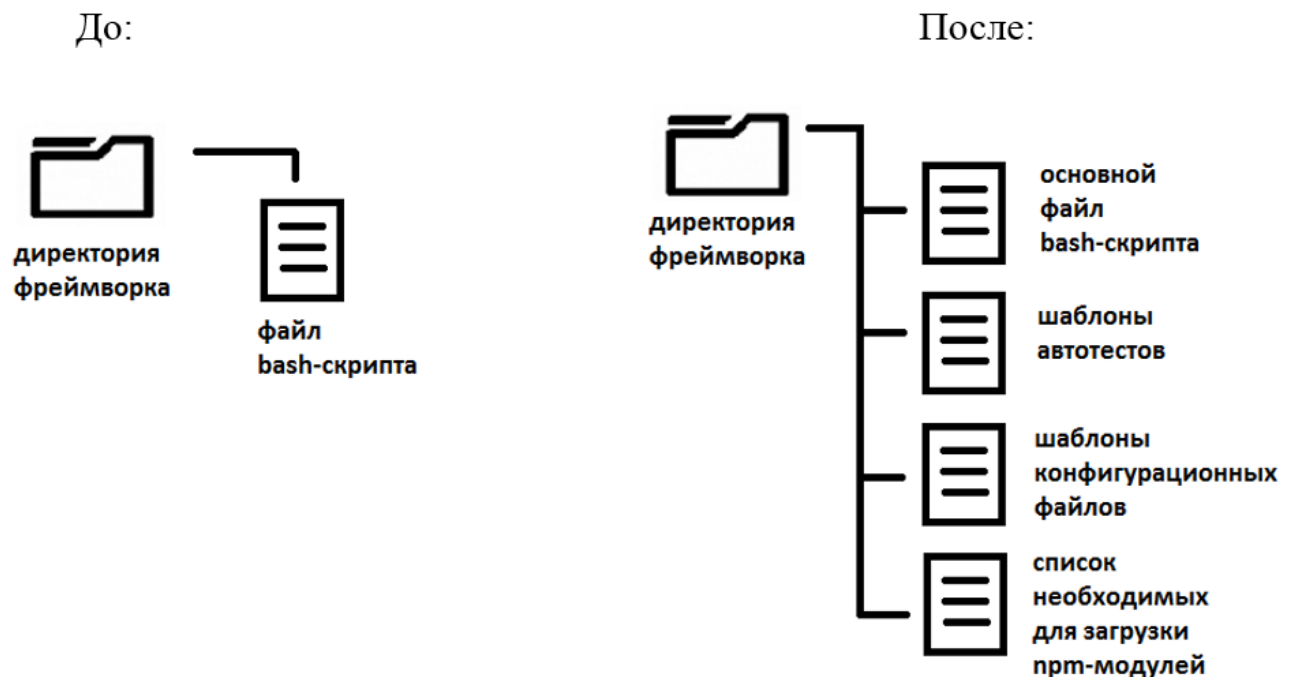 До:
После:
директория
фреймворка
файл
bash-скрипта
директория
фреймворка
основной
файл
bash-скрипта
шаблоны
автотестов
шаблоны
конфигурационных
файлов
список
необходимых
для загрузки
npm-модулей